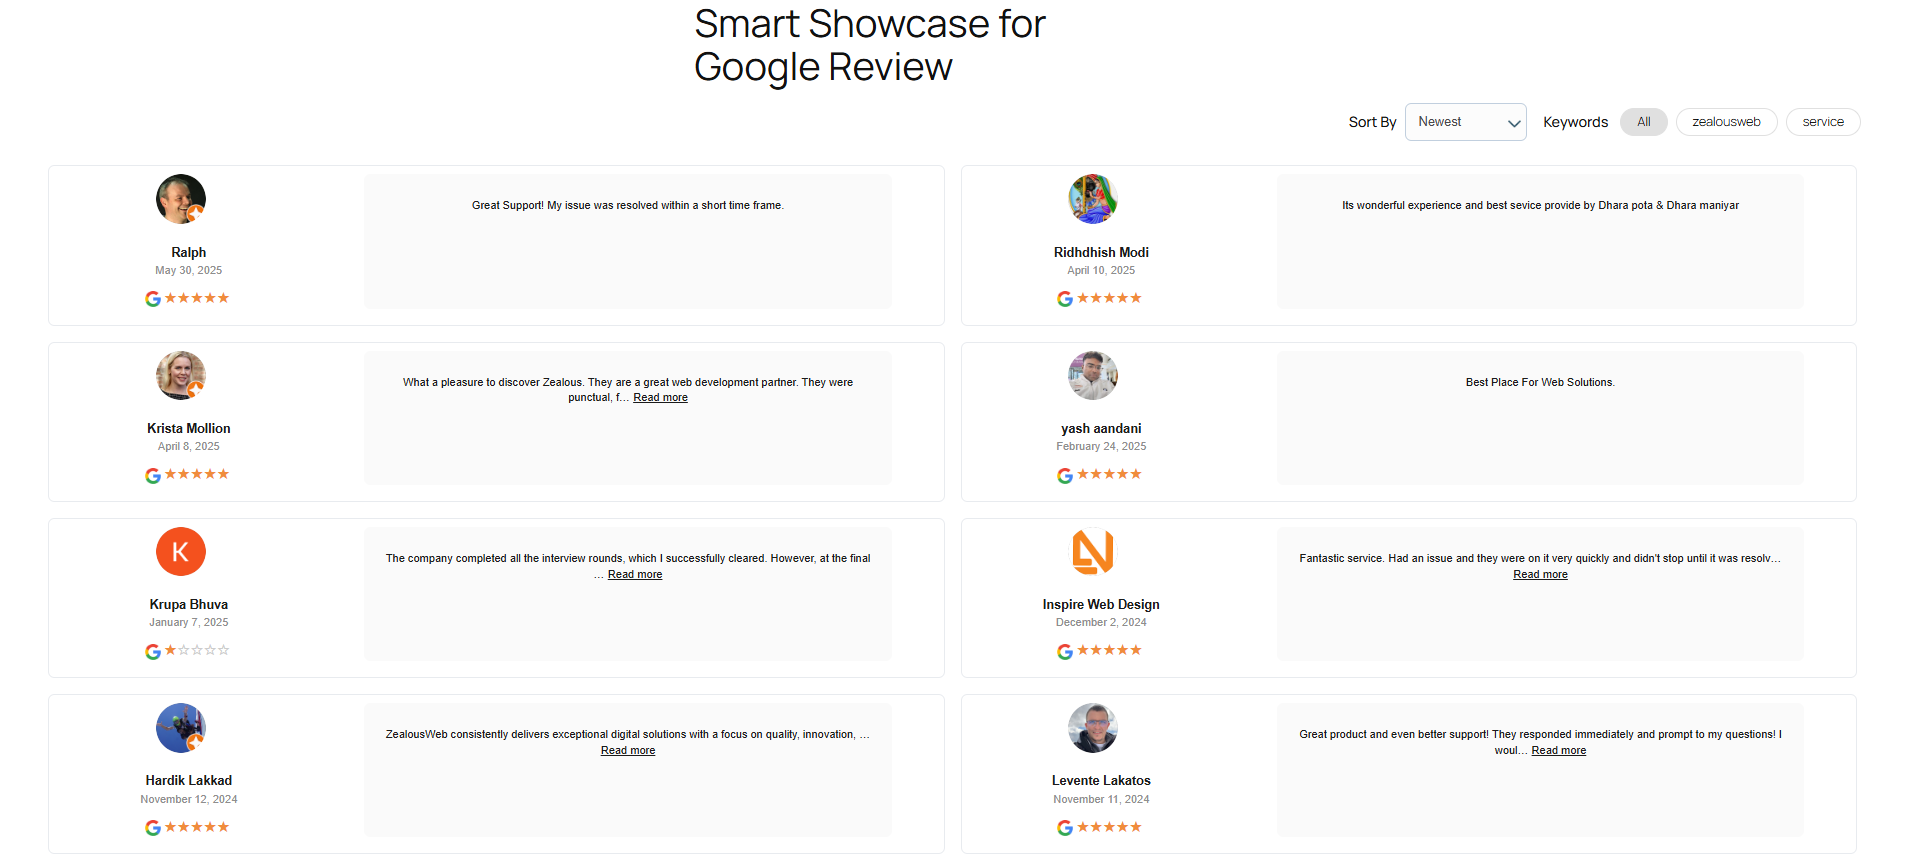 Smart Showcase for
Google Review
Sort By
Newest
Keywords
All
zealousweb
service
Ralph
May 30, 2025
Great Support! My issue was resolved within a short time frame.
Ridhdhish Modi
April 10, 2025
Its wonderful experience and best sevice provide by Dhara pota & Dhara maniyar
Krista Mollion
April 8, 2025
What a pleasure to discover Zealous. They are a great web development partner. They were
punctual, f... Read more
yash aandani
February 24, 2025
Best Place For Web Solutions.
K
Krupa Bhuva
January 7, 2025
The company completed all the interview rounds, which I successfully cleared. However, at the final
... Read more
Inspire Web Design
December 2, 2024
Fantastic service. Had an issue and they were on it very quickly and didn't stop until it was resolv...
Read more
Hardik Lakkad
November 12, 2024
ZealousWeb consistently delivers exceptional digital solutions with a focus on quality, innovation, ...
Read more
Levente Lakatos
November 11, 2024
Great product and even better support! They responded immediately and prompt to my questions! I
woul... Read more